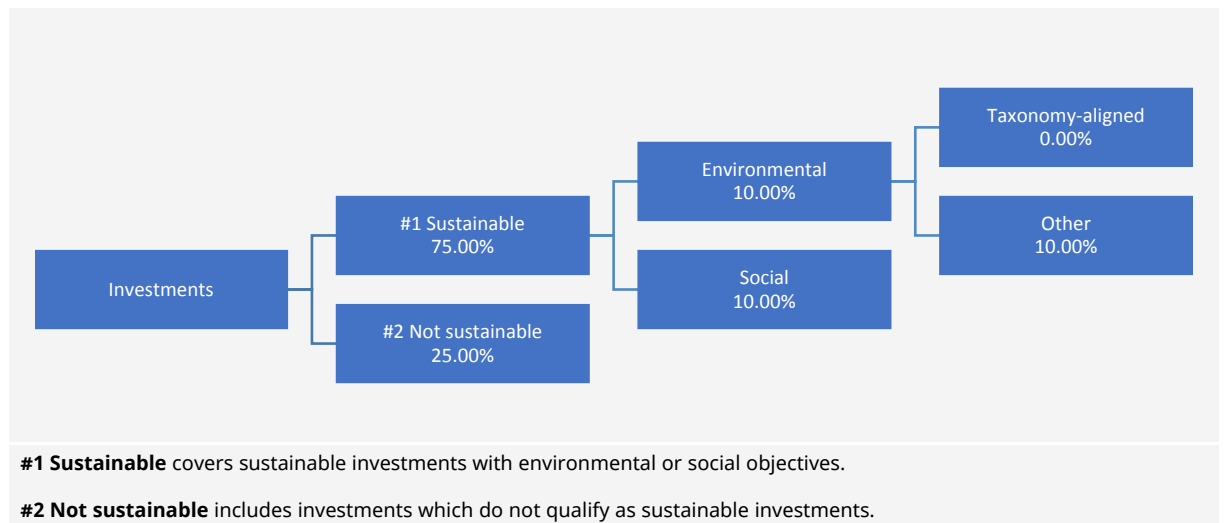 Investments
#1 Sustainable
75.00%
#2 Not sustainable
25.00%
Environmental
10.00%
Social
10.00%
Taxonomy-aligned
0.00%
Other
10.00%
#1 Sustainable covers sustainable investments with environmental or social objectives.
#2 Not sustainable includes investments which do not qualify as sustainable investments.